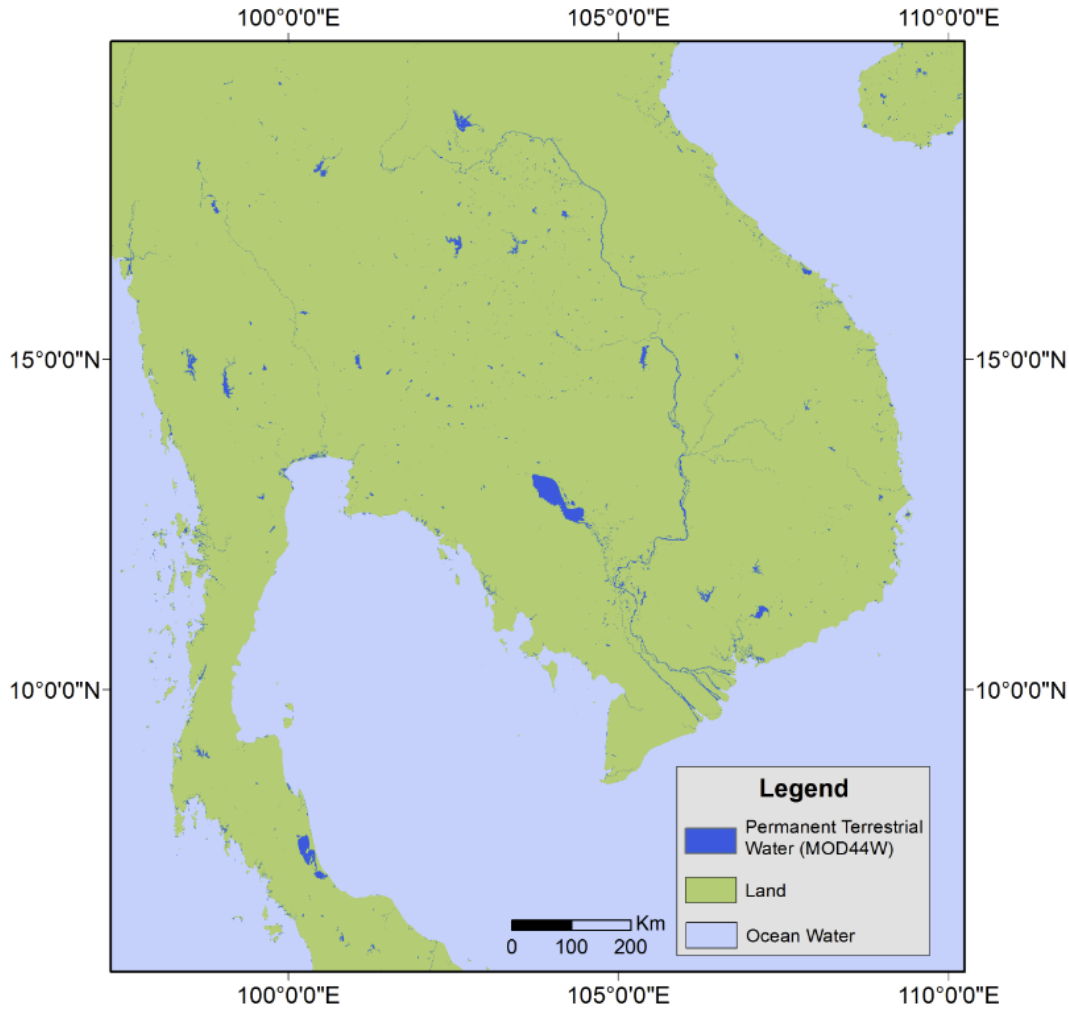 100°0'0"E 105°0'0"E 110°0'0"E
15°0'0"N 15°0'0"N
10°0'0"N 10°0'0"N
Legend
Permanent Terrestrial
Water (MOD44W)
Land
Ocean Water
Km
0 100 200
100°0'0"E 105°0'0"E 110°0'0"E